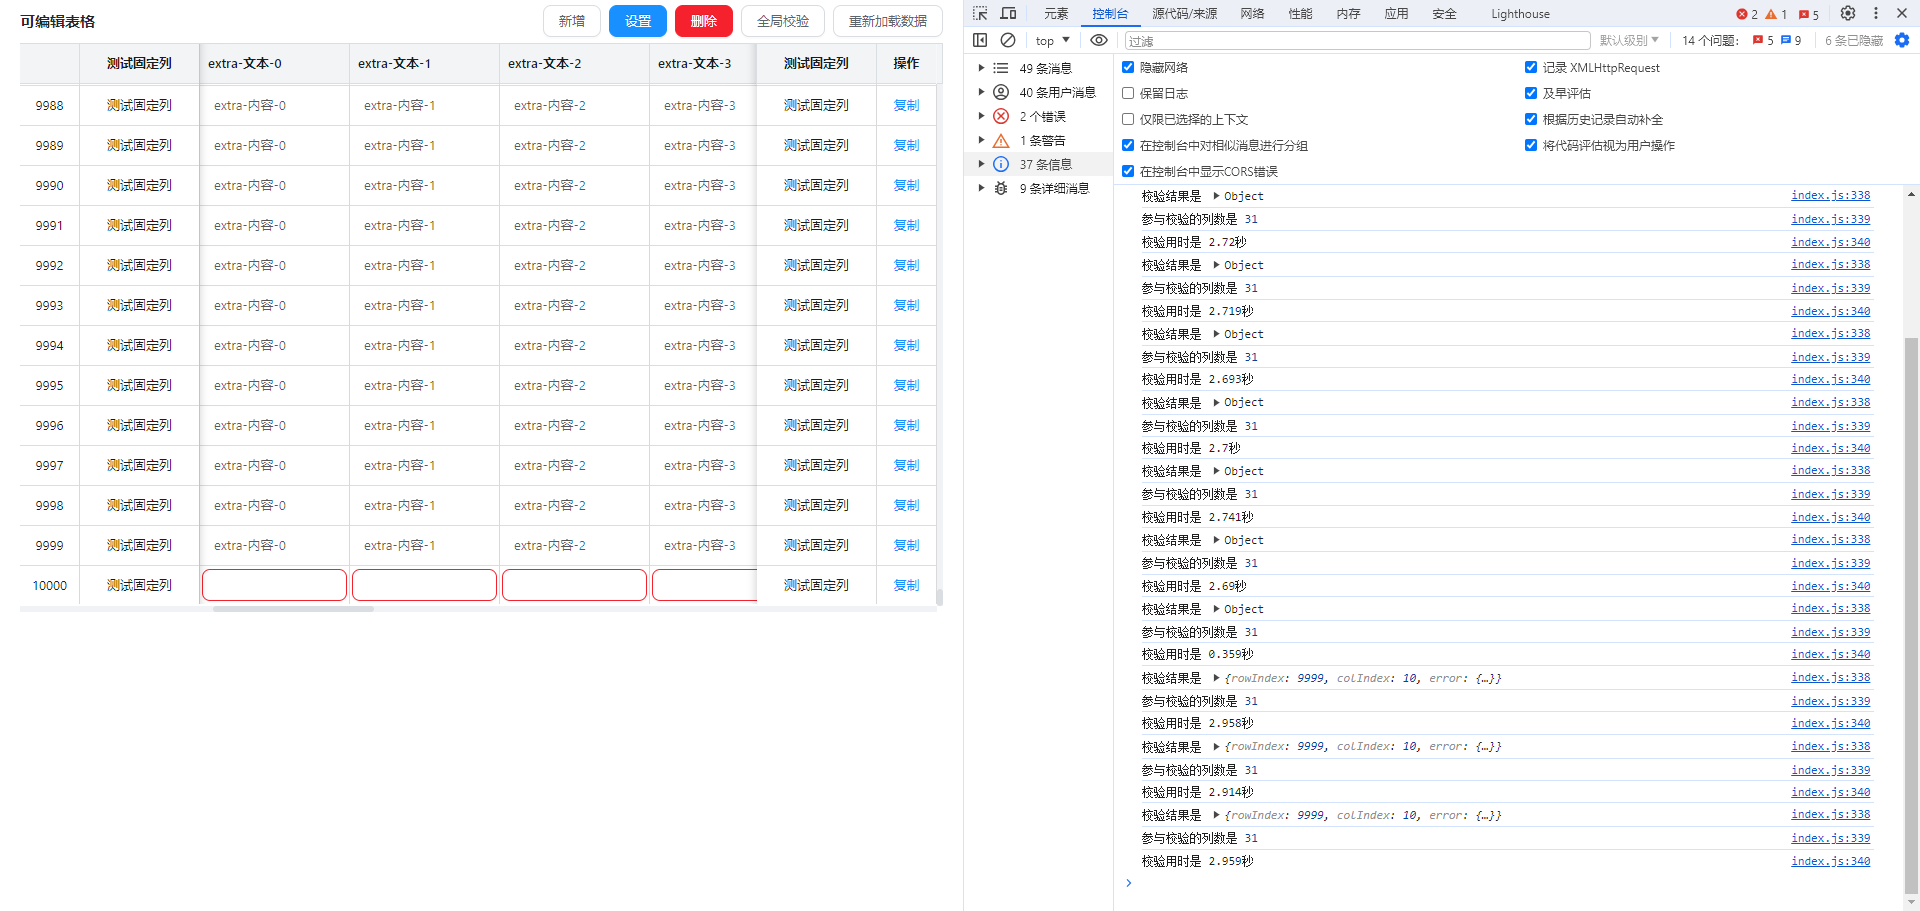 可编辑表格
新增
设置
删除
全局校验
重新加载数据
测试固定列 extra-文本-0 extra-文本-1 extra-文本-2 extra-文本-3 测试固定列 操作
9988 测试固定列 extra-内容-0 extra-内容-1 extra-内容-2 extra-内容-3 测试固定列 复制
9989 测试固定列 extra-内容-0 extra-内容-1 extra-内容-2 extra-内容-3 测试固定列 复制
9990 测试固定列 extra-内容-0 extra-内容-1 extra-内容-2 extra-内容-3 测试固定列 复制
9991 测试固定列 extra-内容-0 extra-内容-1 extra-内容-2 extra-内容-3 测试固定列 复制
9992 测试固定列 extra-内容-0 extra-内容-1 extra-内容-2 extra-内容-3 测试固定列 复制
9993 测试固定列 extra-内容-0 extra-内容-1 extra-内容-2 extra-内容-3 测试固定列 复制
9994 测试固定列 extra-内容-0 extra-内容-1 extra-内容-2 extra-内容-3 测试固定列 复制
9995 测试固定列 extra-内容-0 extra-内容-1 extra-内容-2 extra-内容-3 测试固定列 复制
9996 测试固定列 extra-内容-0 extra-内容-1 extra-内容-2 extra-内容-3 测试固定列 复制
9997 测试固定列 extra-内容-0 extra-内容-1 extra-内容-2 extra-内容-3 测试固定列 复制
9998 测试固定列 extra-内容-0 extra-内容-1 extra-内容-2 extra-内容-3 测试固定列 复制
9999 测试固定列 extra-内容-0 extra-内容-1 extra-内容-2 extra-内容-3 测试固定列 复制
10000 测试固定列 测试固定列 复制
元素 控制台 源代码/来源 网络 性能 内存 应用 安全 Lighthouse 2 1 5
top 过滤 默认级别 14 个问题: 5 9 6 条已隐藏
49 条消息
40 条用户消息
2 个错误
1 条警告
37 条信息
9 条详细消息
隐藏网络 记录 XMLHttpRequest
保留日志 及早评估
仅限已选择的上下文 根据历史记录自动补全
在控制台中对相似消息进行分组 将代码评估视为用户操作
在控制台中显示CORS错误
校验结果是 Object index.js:338
参与校验的列数是 31 index.js:339
校验用时是 2.72秒 index.js:340
校验结果是 Object index.js:338
参与校验的列数是 31 index.js:339
校验用时是 2.719秒 index.js:340
校验结果是 Object index.js:338
参与校验的列数是 31 index.js:339
校验用时是 2.693秒 index.js:340
校验结果是 Object index.js:338
参与校验的列数是 31 index.js:339
校验用时是 2.7秒 index.js:340
校验结果是 Object index.js:338
参与校验的列数是 31 index.js:339
校验用时是 2.741秒 index.js:340
校验结果是 Object index.js:338
参与校验的列数是 31 index.js:339
校验用时是 2.69秒 index.js:340
校验结果是 Object index.js:338
参与校验的列数是 31 index.js:339
校验用时是 0.359秒 index.js:340
校验结果是 {rowIndex: 9999, colIndex: 10, error: {…}} index.js:338
参与校验的列数是 31 index.js:339
校验用时是 2.958秒 index.js:340
校验结果是 {rowIndex: 9999, colIndex: 10, error: {…}} index.js:338
参与校验的列数是 31 index.js:339
校验用时是 2.914秒 index.js:340
校验结果是 {rowIndex: 9999, colIndex: 10, error: {…}} index.js:338
参与校验的列数是 31 index.js:339
校验用时是 2.959秒 index.js:340